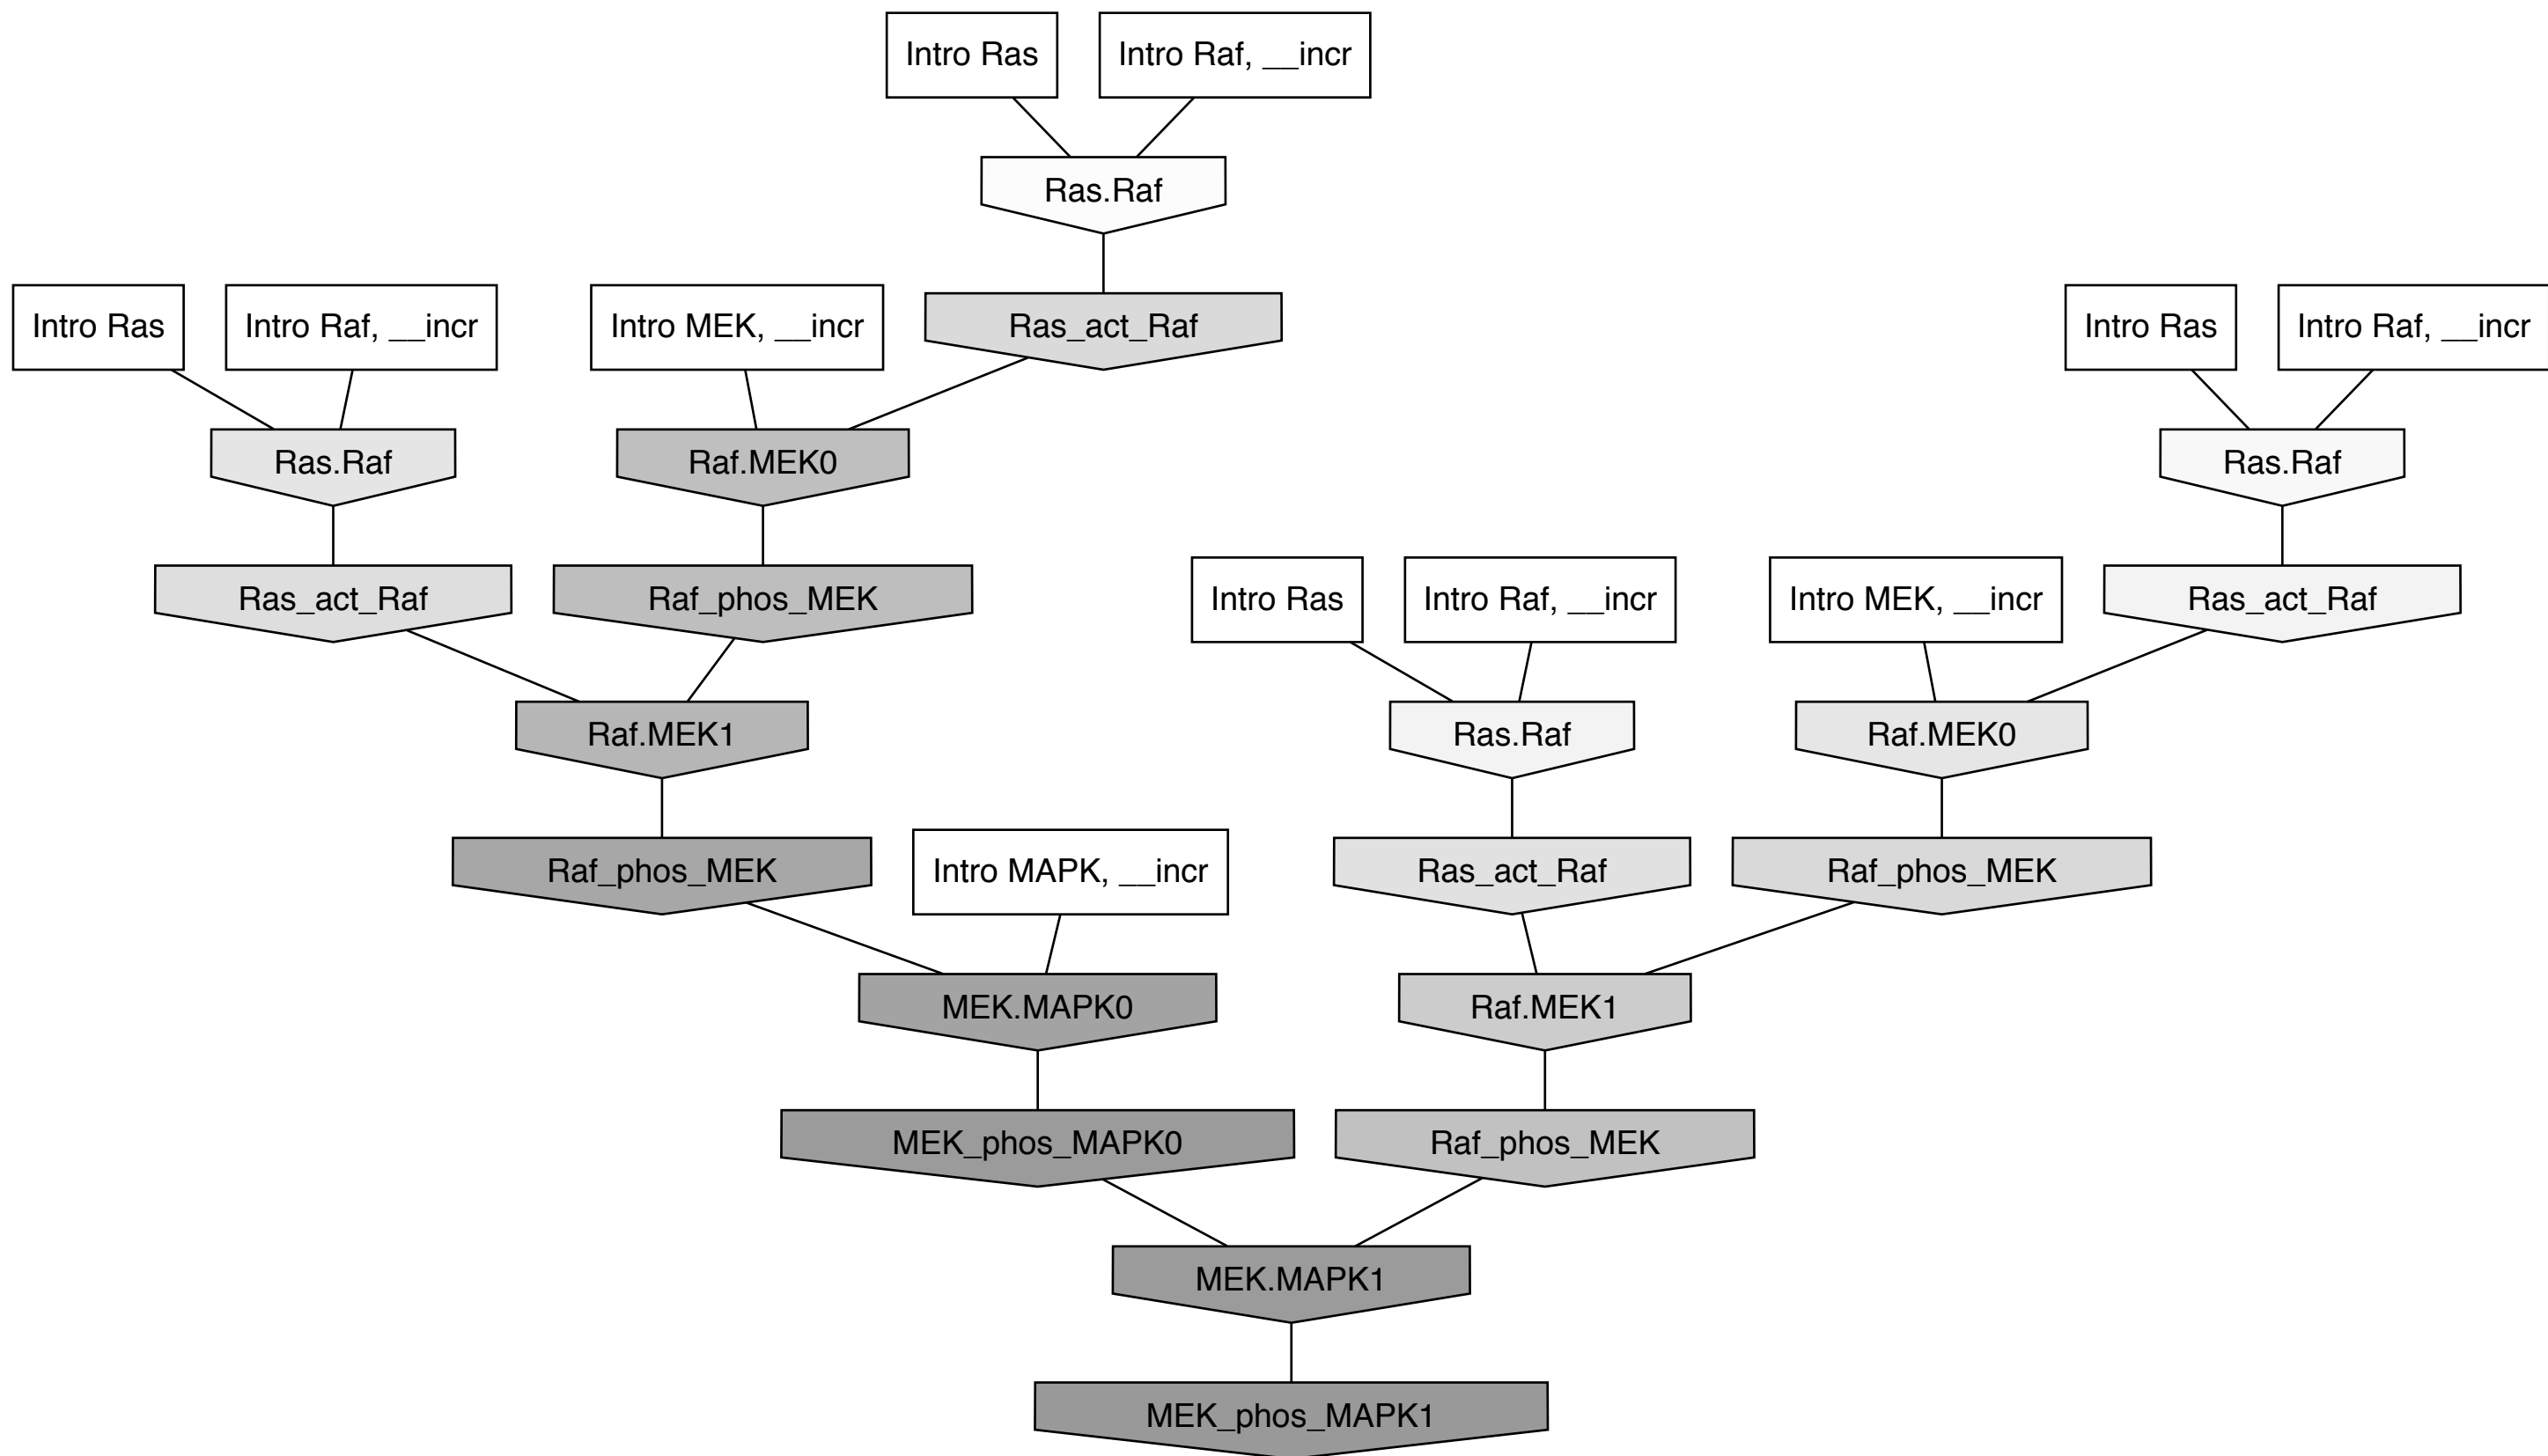 Intro Ras
Intro Raf, __incr
Ras.Raf
Intro Ras
Intro Raf, __incr
Intro MEK, __incr
Ras_act_Raf
Intro Ras
Intro Raf, __incr
Ras.Raf
Raf.MEK0
Ras.Raf
Ras_act_Raf
Raf_phos_MEK
Intro Ras
Intro Raf, __incr
Intro MEK, __incr
Ras_act_Raf
Raf.MEK1
Ras.Raf
Raf.MEK0
Raf_phos_MEK
Intro MAPK, __incr
Ras_act_Raf
Raf_phos_MEK
MEK.MAPK0
Raf.MEK1
MEK_phos_MAPK0
Raf_phos_MEK
MEK.MAPK1
MEK_phos_MAPK1